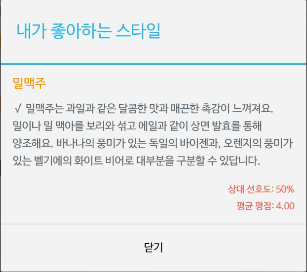 내가 좋아하는 스타일
밀맥주
✓ 밀맥주는 과일과 같은 달콤한 맛과 매끈한 촉감이 느껴져요.
밀이나 밀 맥아를 보리와 섞고 에일과 같이 상면 발효를 통해
양조해요. 바나나의 풍미가 있는 독일의 바이젠과, 오렌지의 풍미가
있는 벨기에의 화이트 비어로 대부분을 구분할 수 있답니다.
상대 선호도: 50%
평균 평점: 4.00
닫기